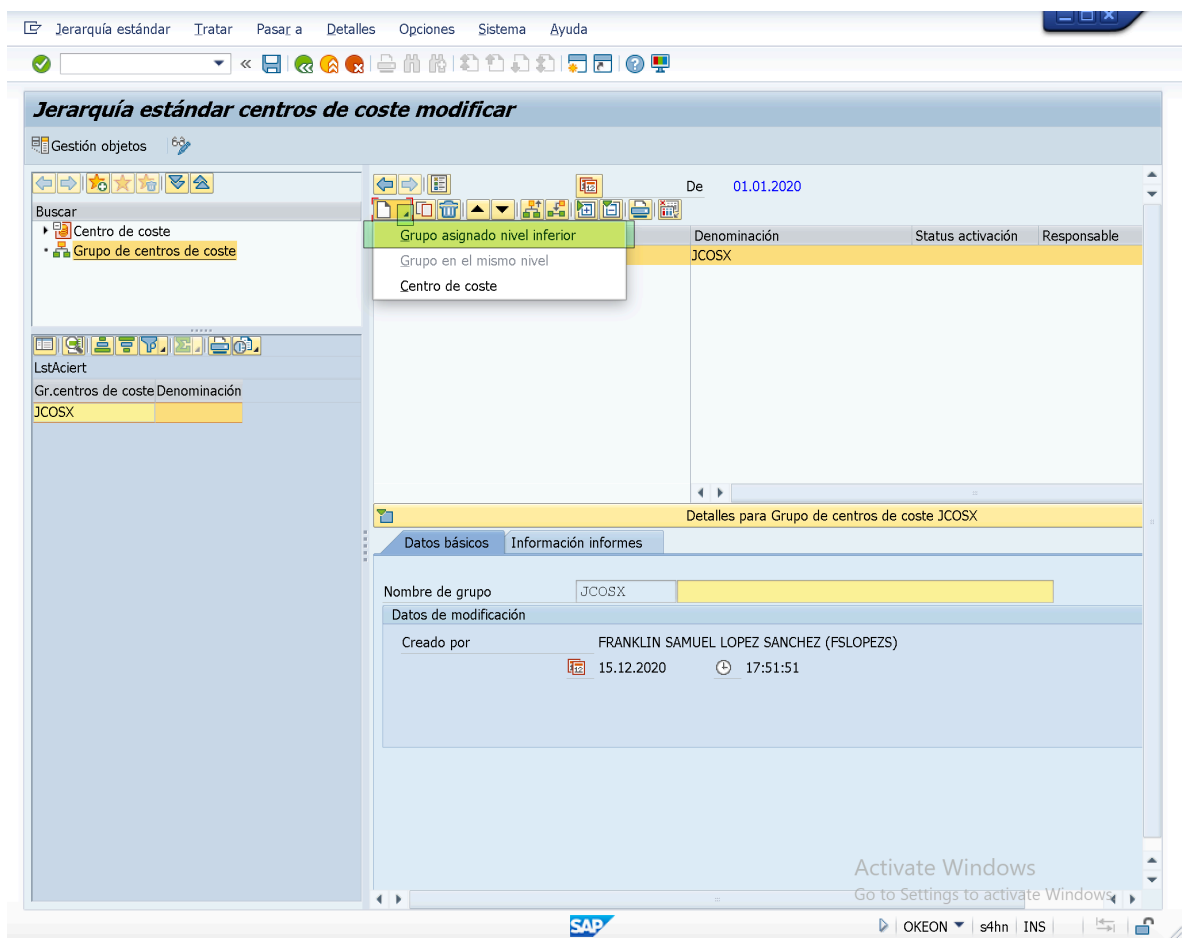 Jerarquía estándar Tratar Pasar a Detalles Opciones Sistema Ayuda
Jerarquía estándar centros de coste modificar
Gestión objetos
De 01.01.2020
Buscar
Centro de coste
Grupo de centros de coste
Grupo asignado nivel inferior
Grupo en el mismo nivel
Centro de coste
Denominación Status activación Responsable
JCOSX
LstAciert
Gr.centros de coste Denominación
JCOSX
Detalles para Grupo de centros de coste JCOSX
Datos básicos Información informes
Nombre de grupo JCOSX
Datos de modificación
Creado por FRANKLIN SAMUEL LOPEZ SANCHEZ (FSLOPEZS)
15.12.2020 17:51:51
Activate Windows
Go to Settings to activate Windows.
SAP OKEON s4hn INS